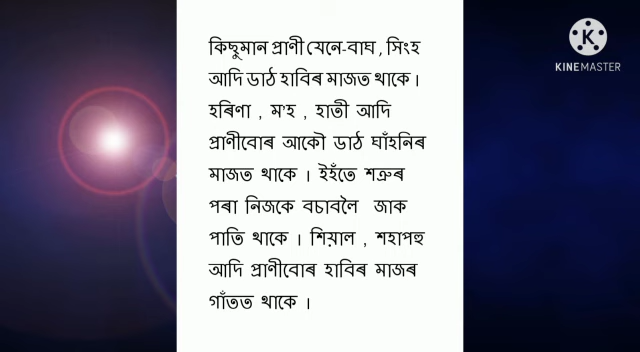 কিছুমান প্ৰাণী যেনে-বাঘ , সিংহ
আদি ডাঠ হাবিৰ মাজত থাকে ।
হৰিণা , ম'হ , হাতী আদি
প্ৰাণীবোৰ আকৌ ডাঠ ঘাঁহনিৰ
মাজত থাকে । ইহঁতে শত্ৰুৰ
পৰা নিজকে বচাবলৈ জাক
পাতি থাকে । শিয়াল , শহাপহু
আদি প্ৰাণীবোৰ হাবিৰ মাজৰ
গাঁতত থাকে ।
K
KINEMASTER